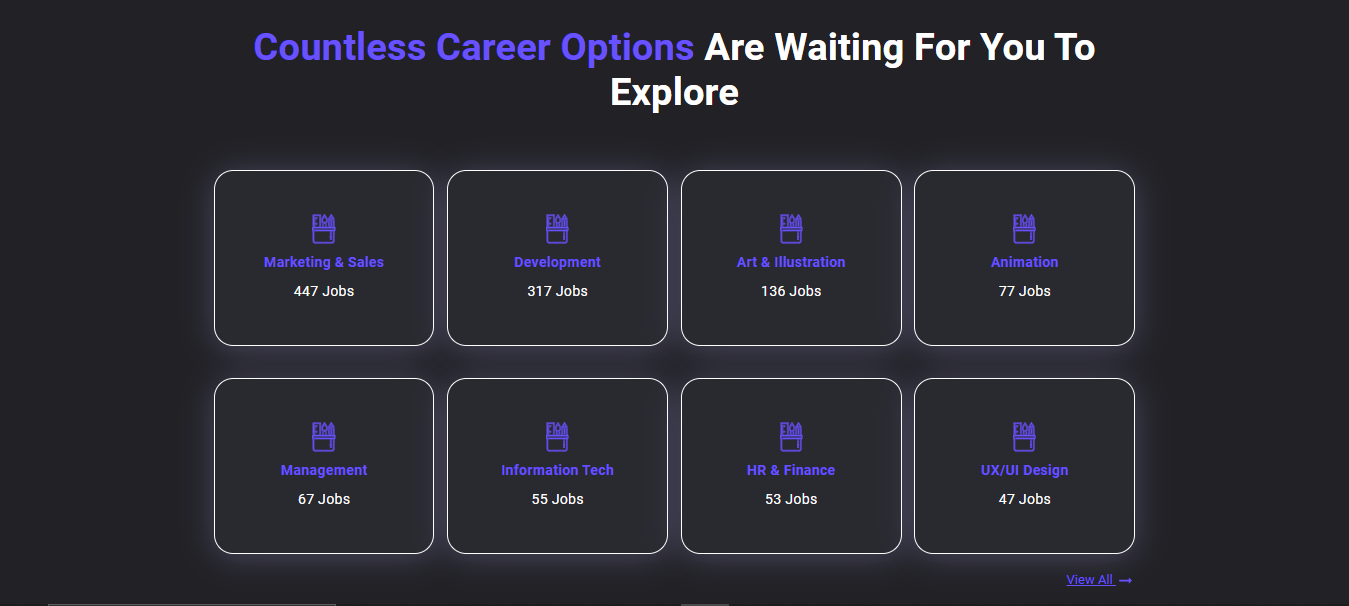 Countless Career Options Are Waiting For You To
Explore
Marketing & Sales
447 Jobs
Development
317 Jobs
Art & Illustration
136 Jobs
Animation
77 Jobs
Management
67 Jobs
Information Tech
55 Jobs
HR & Finance
53 Jobs
UX/UI Design
47 Jobs
View All →